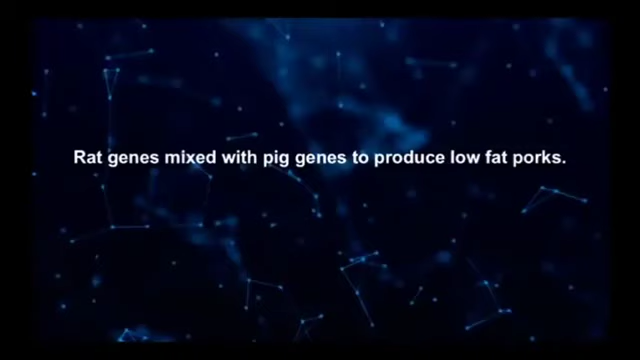 Rat genes mixed with pig genes to produce low fat porks.